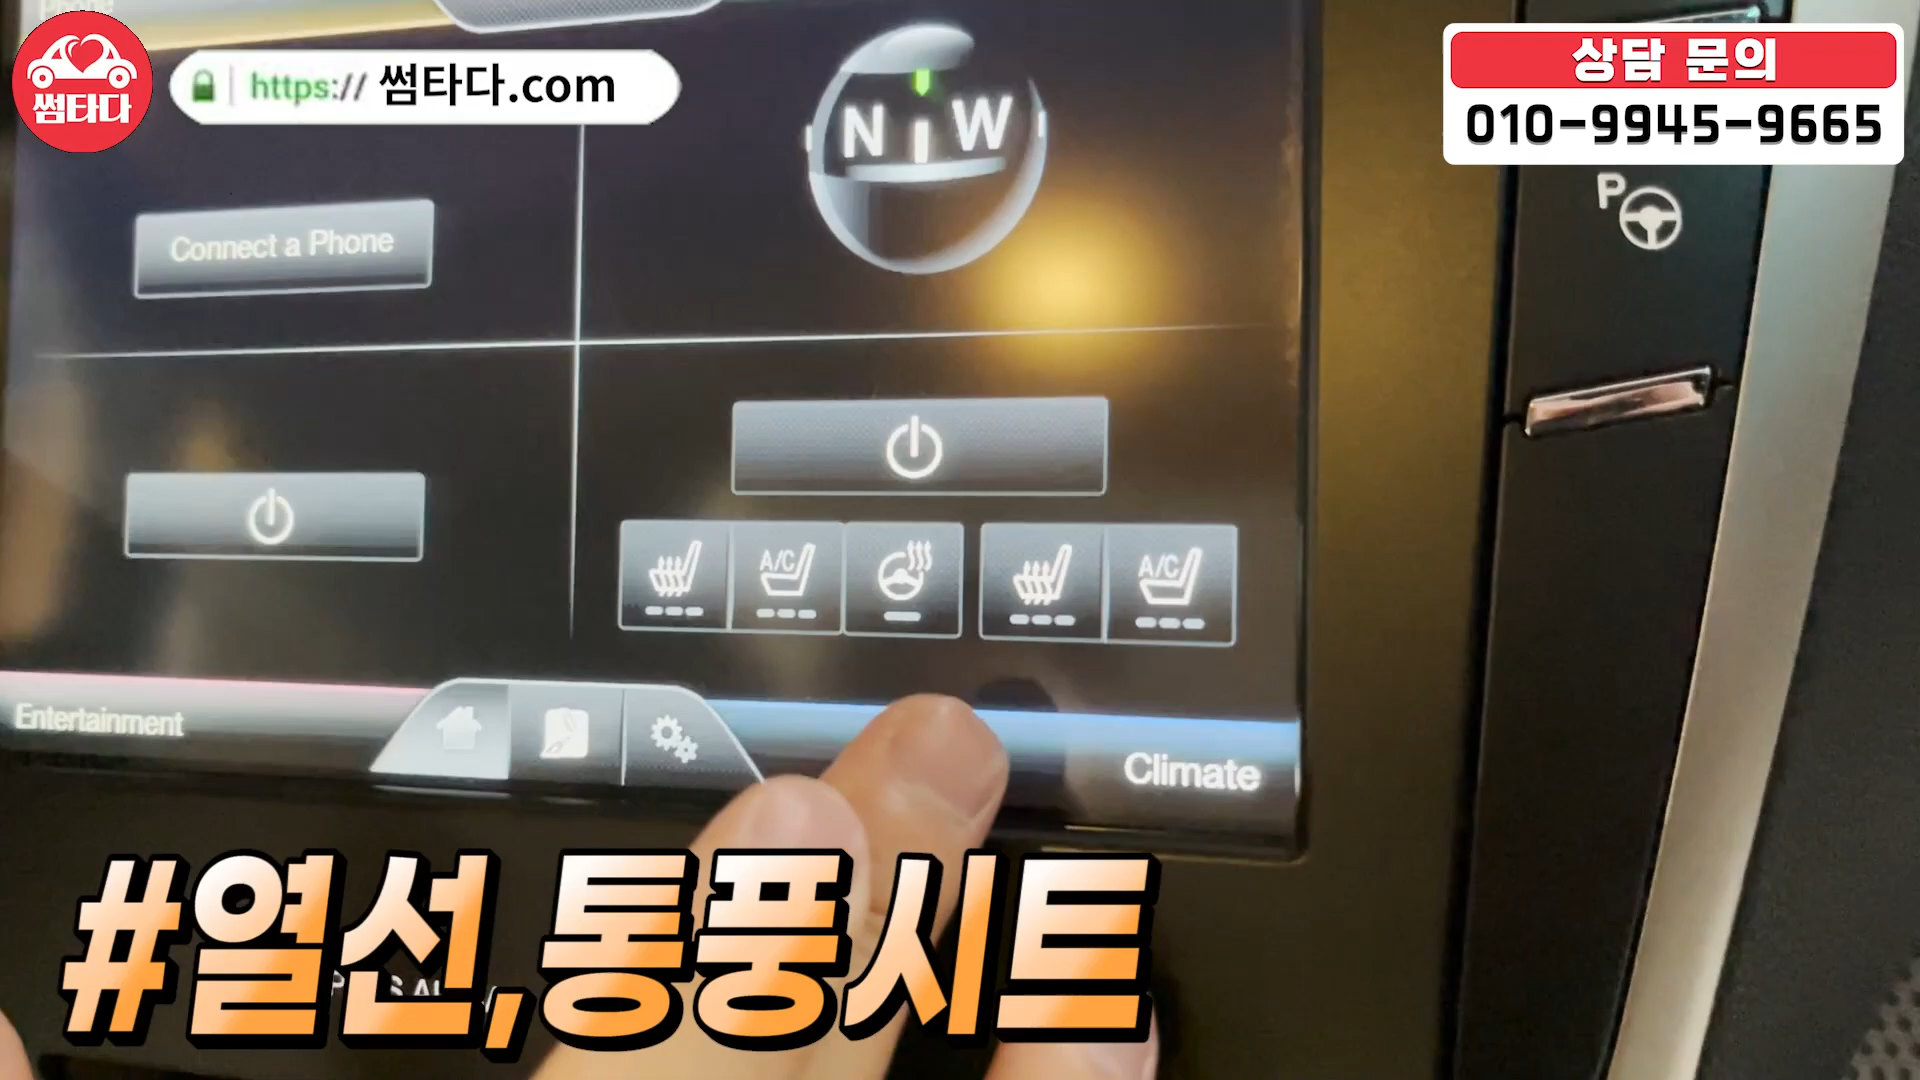 Phone
썸타다
https:// 썸타다.com
상담 문의
010-9945-9665
N W
P
Connect a Phone
A/C
A/C
Entertainment
Climate
#열선,통풍시트